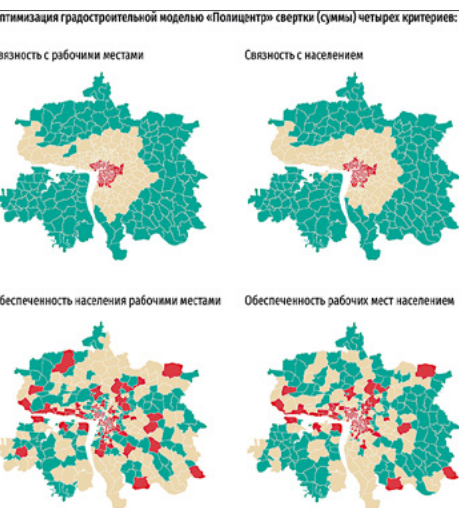 птимизация градостроительной моделью «Полицентр» свертки (суммы) четырех критериев:
вязность с рабочими местами
Связность с населением
беспеченность населения рабочими местами
Обеспеченность рабочих мест населением